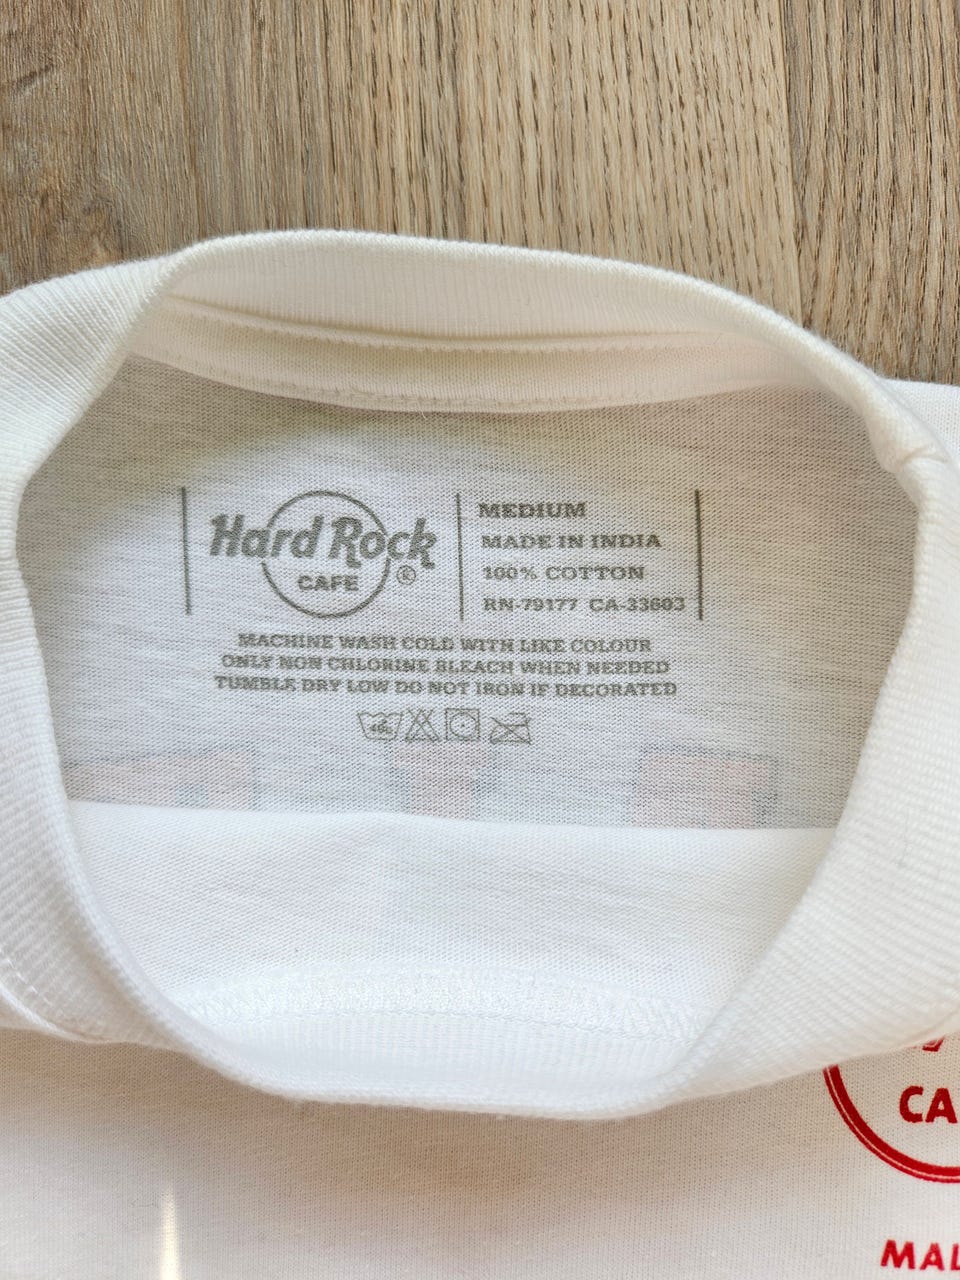 Hard Rock
CAFE
®
MEDIUM
MADE IN INDIA
100% COTTON
RN-79177 CA-33603
MACHINE WASH COLD WITH LIKE COLOUR
ONLY NON CHLORINE BLEACH WHEN NEEDED
TUMBLE DRY LOW DO NOT IRON IF DECORATED
CA
MAL